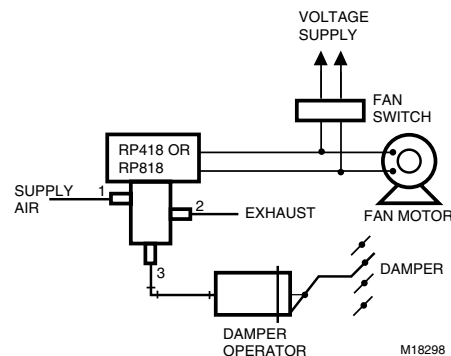 VOLTAGE
SUPPLY
FAN
SWITCH
RP418 OR
RP818
SUPPLY
AIR
1
2
EXHAUST
FAN MOTOR
3
DAMPER
DAMPER
OPERATOR
M18298